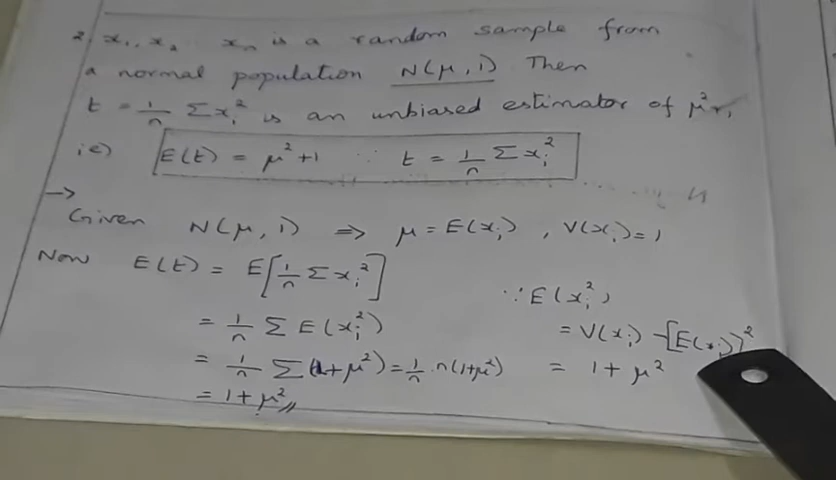 2) x₁, x₂ xₙ is a random sample from
a normal population N(μ, 1) Then
t = 1/n Σxᵢ² is an unbiased estimator of μ²+1
ie) E(t) = μ²+1 ∵ t = 1/n Σxᵢ²
→
Given N(μ, 1) ⇒ μ = E(xᵢ), V(xᵢ)=1
Now E(t) = E[1/n Σxᵢ²]
= 1/n Σ E(xᵢ²)
= 1/n Σ(1+μ²) = 1/n · n(1+μ²)
= 1+μ²//
∵ E(xᵢ²)
= V(xᵢ) -[E(xᵢ)]²
= 1+μ²